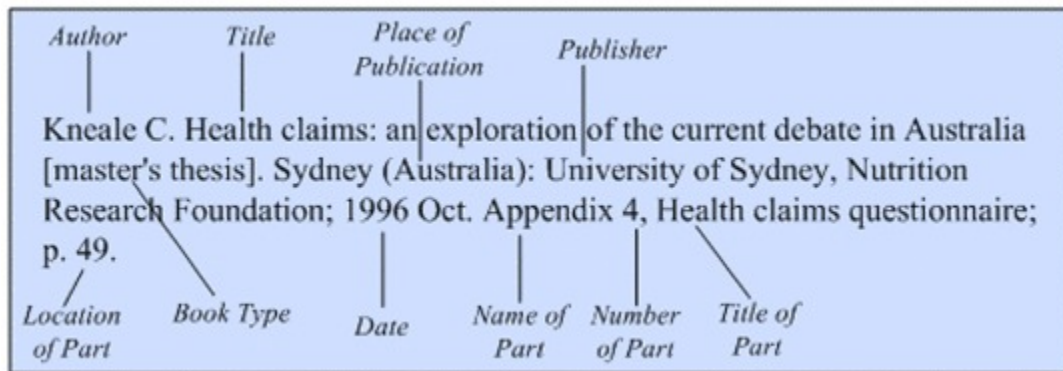 Author Title Place of Publisher
Publication
Kneale C. Health claims: an exploration of the current debate in Australia
[master's thesis]. Sydney (Australia): University of Sydney, Nutrition
Research Foundation; 1996 Oct. Appendix 4, Health claims questionnaire;
p. 49.
Location Book Type Date Name of Number Title of
of Part Part of Part Part